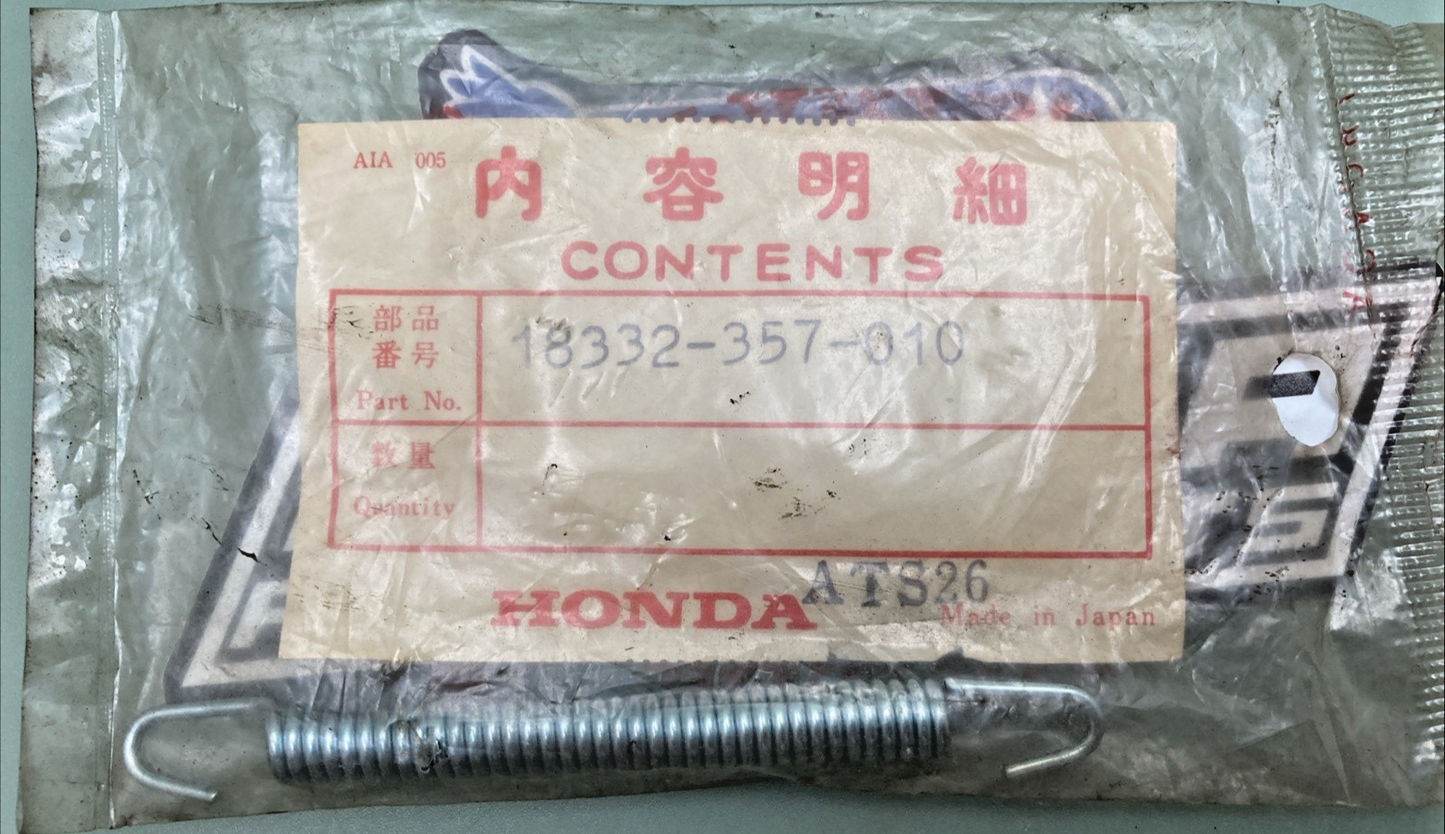 AIA 005
内容明細
CONTENTS
部品
番号
Part No.
18332-357-010
数量
Quantity
HONDA
ATS26
Made in Japan